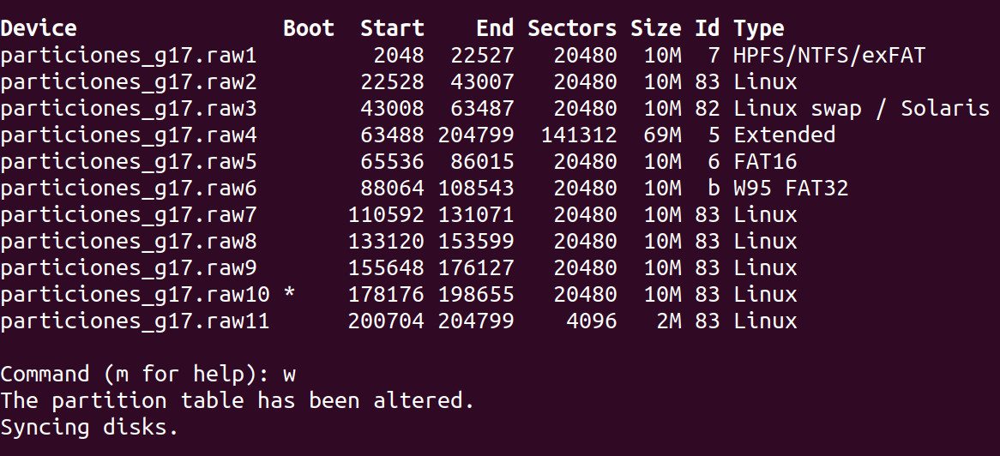 Device                Boot  Start    End Sectors Size Id Type
particiones_g17.raw1         2048  22527   20480  10M  7 HPFS/NTFS/exFAT
particiones_g17.raw2        22528  43007   20480  10M 83 Linux
particiones_g17.raw3        43008  63487   20480  10M 82 Linux swap / Solaris
particiones_g17.raw4        63488 204799  141312  69M  5 Extended
particiones_g17.raw5        65536  86015   20480  10M  6 FAT16
particiones_g17.raw6        88064 108543   20480  10M  b W95 FAT32
particiones_g17.raw7       110592 131071   20480  10M 83 Linux
particiones_g17.raw8       133120 153599   20480  10M 83 Linux
particiones_g17.raw9       155648 176127   20480  10M 83 Linux
particiones_g17.raw10 *    178176 198655   20480  10M 83 Linux
particiones_g17.raw11      200704 204799    4096   2M 83 Linux
Command (m for help): w
The partition table has been altered.
Syncing disks.